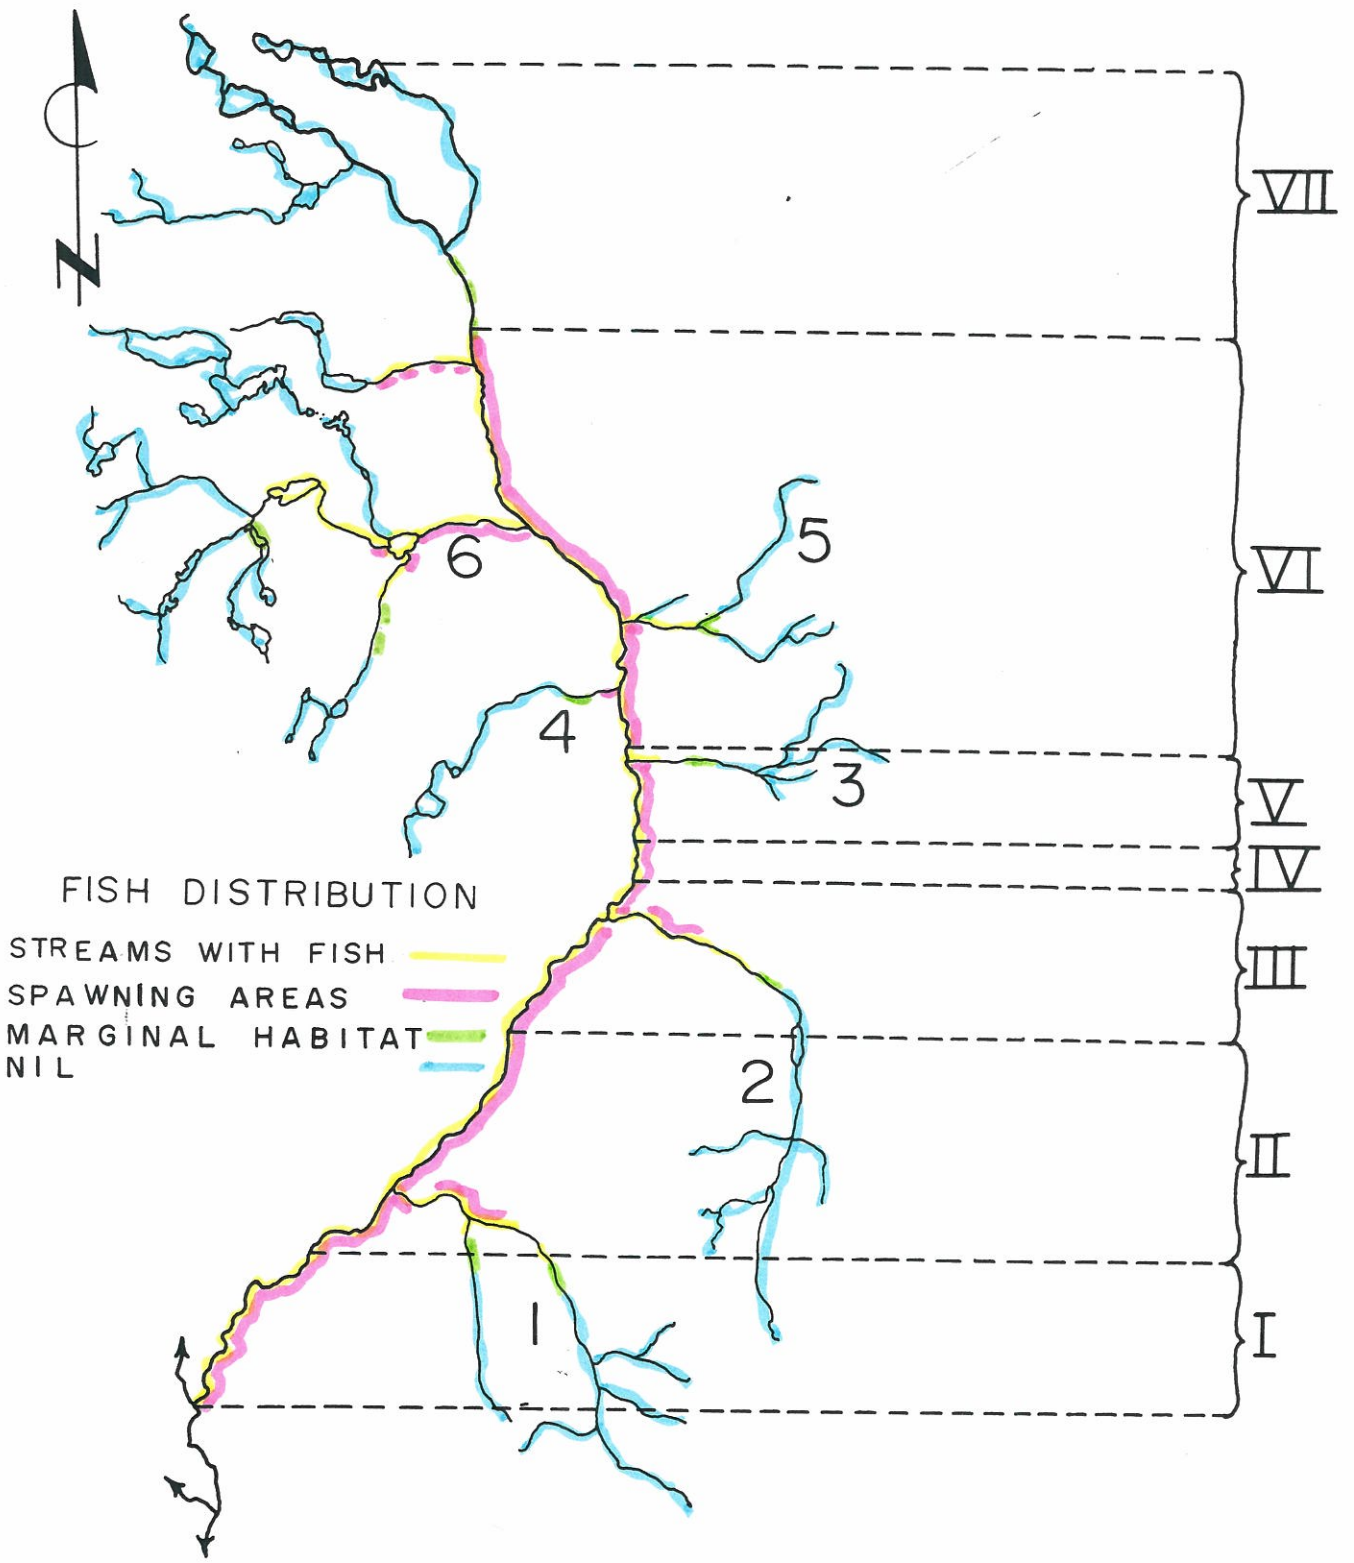 N
VII
5
VI
6
4
3
V
IV
FISH DISTRIBUTION
STREAMS WITH FISH
SPAWNING AREAS
MARGINAL HABITAT
NIL
III
2
II
1
I